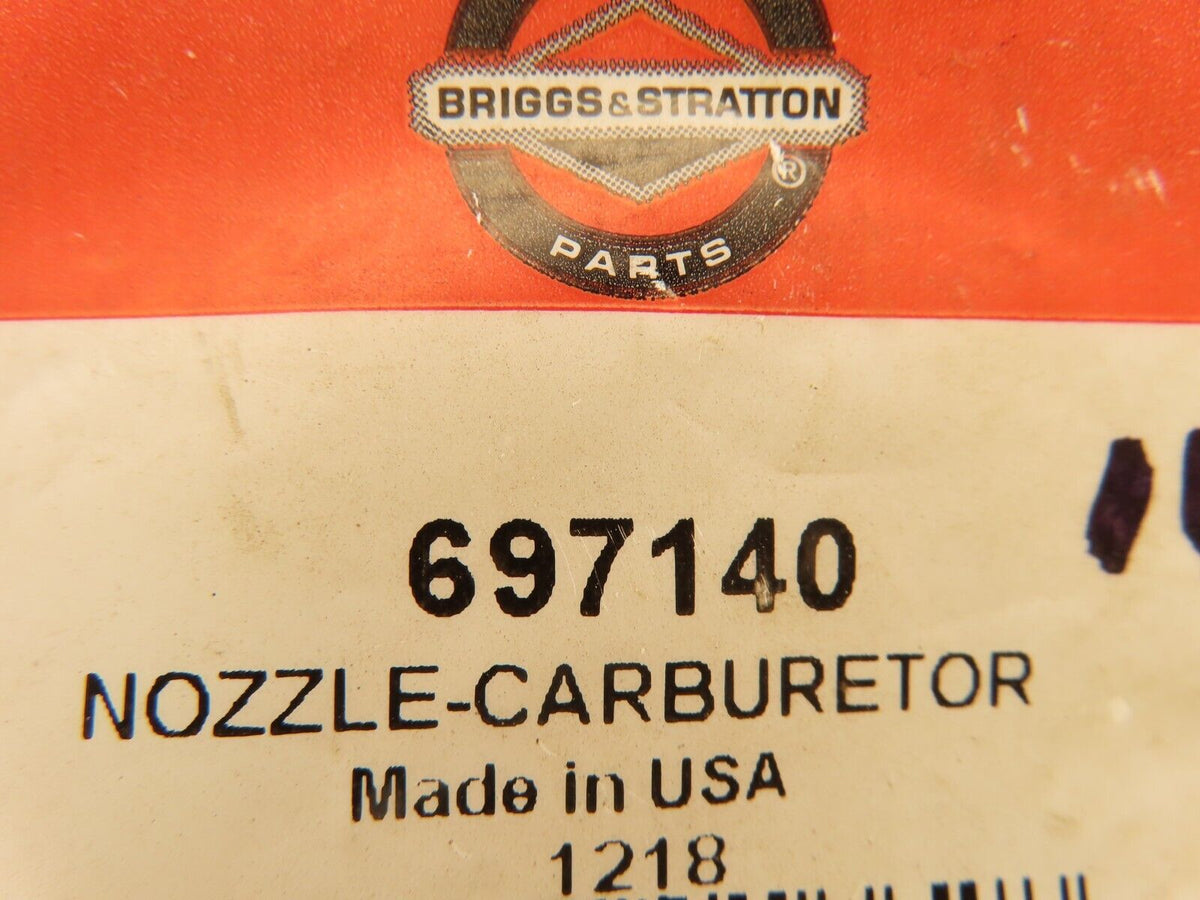 BRIGGS&STRATTON
®
PARTS
697140
NOZZLE-CARBURETOR
Made in USA
1218